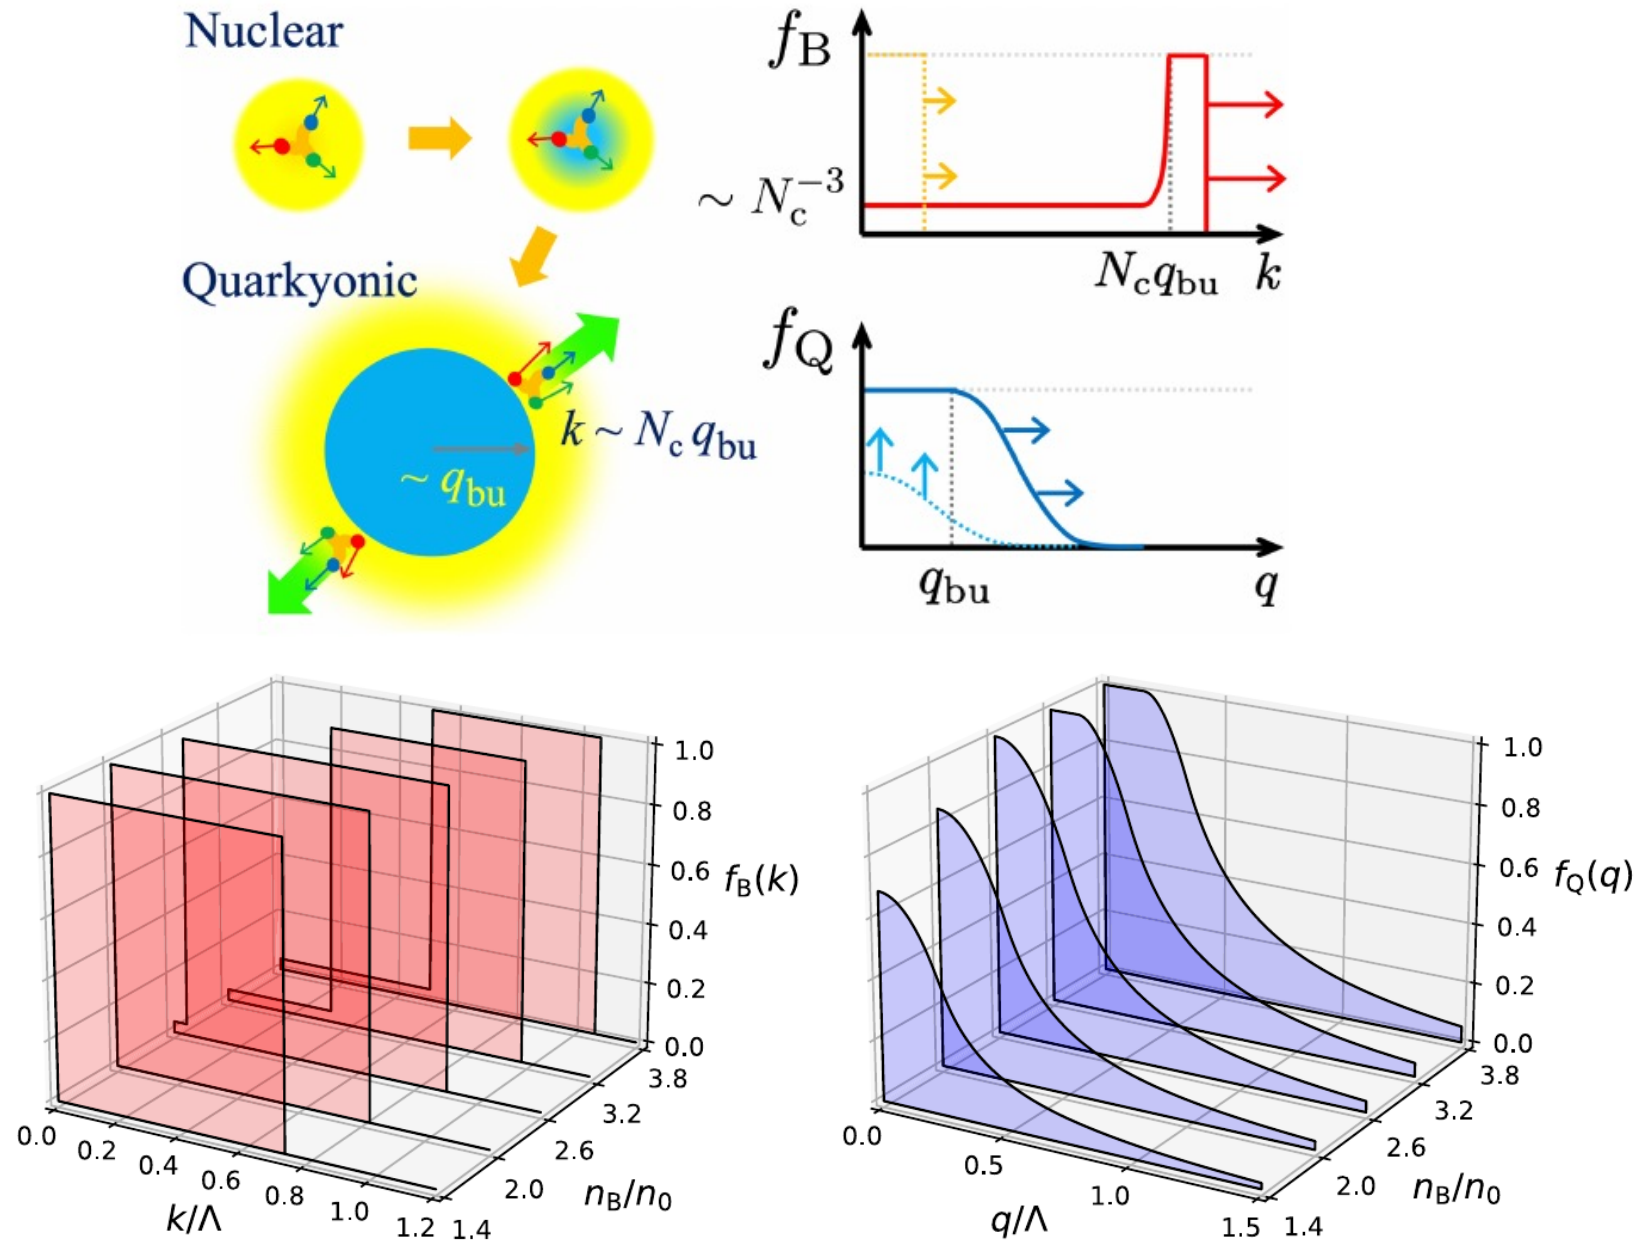 Nuclear
f_B
~ N_c^{-3}
N_c q_bu
k
Quarkyonic
k ~ N_c q_bu
~ q_bu
f_Q
q_bu
q
1.0
0.8
0.6
0.4
0.2
0.0
f_B(k)
0.0
0.2
0.4
0.6
0.8
1.0
1.2
k/Λ
1.4
2.0
2.6
3.2
3.8
n_B/n_0
1.0
0.8
0.6
0.4
0.2
0.0
f_Q(q)
0.0
0.5
1.0
1.5
q/Λ
1.4
2.0
2.6
3.2
3.8
n_B/n_0